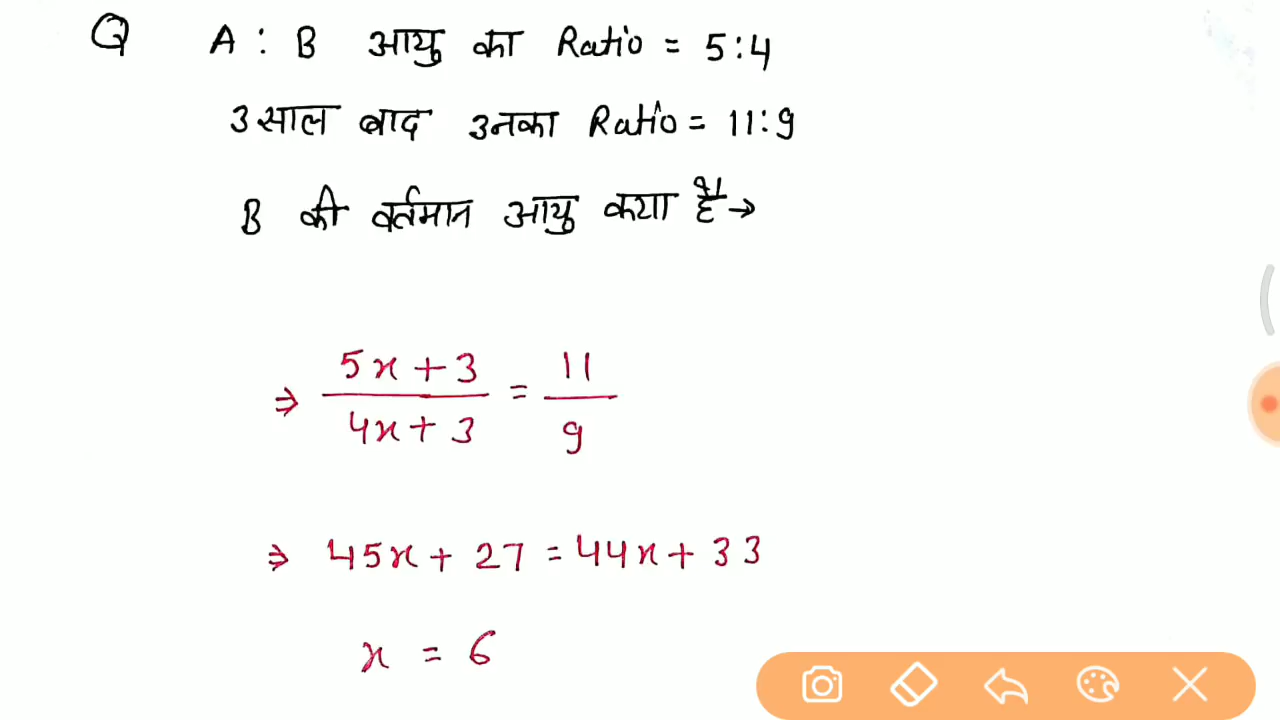 Q A : B आयु का Ratio = 5:4
3 साल बाद उनका Ratio = 11:9
B की वर्तमान आयु क्या है →
⇒ 5x + 3 / 4x + 3 = 11 / 9
⇒ 45x + 27 = 44x + 33
x = 6